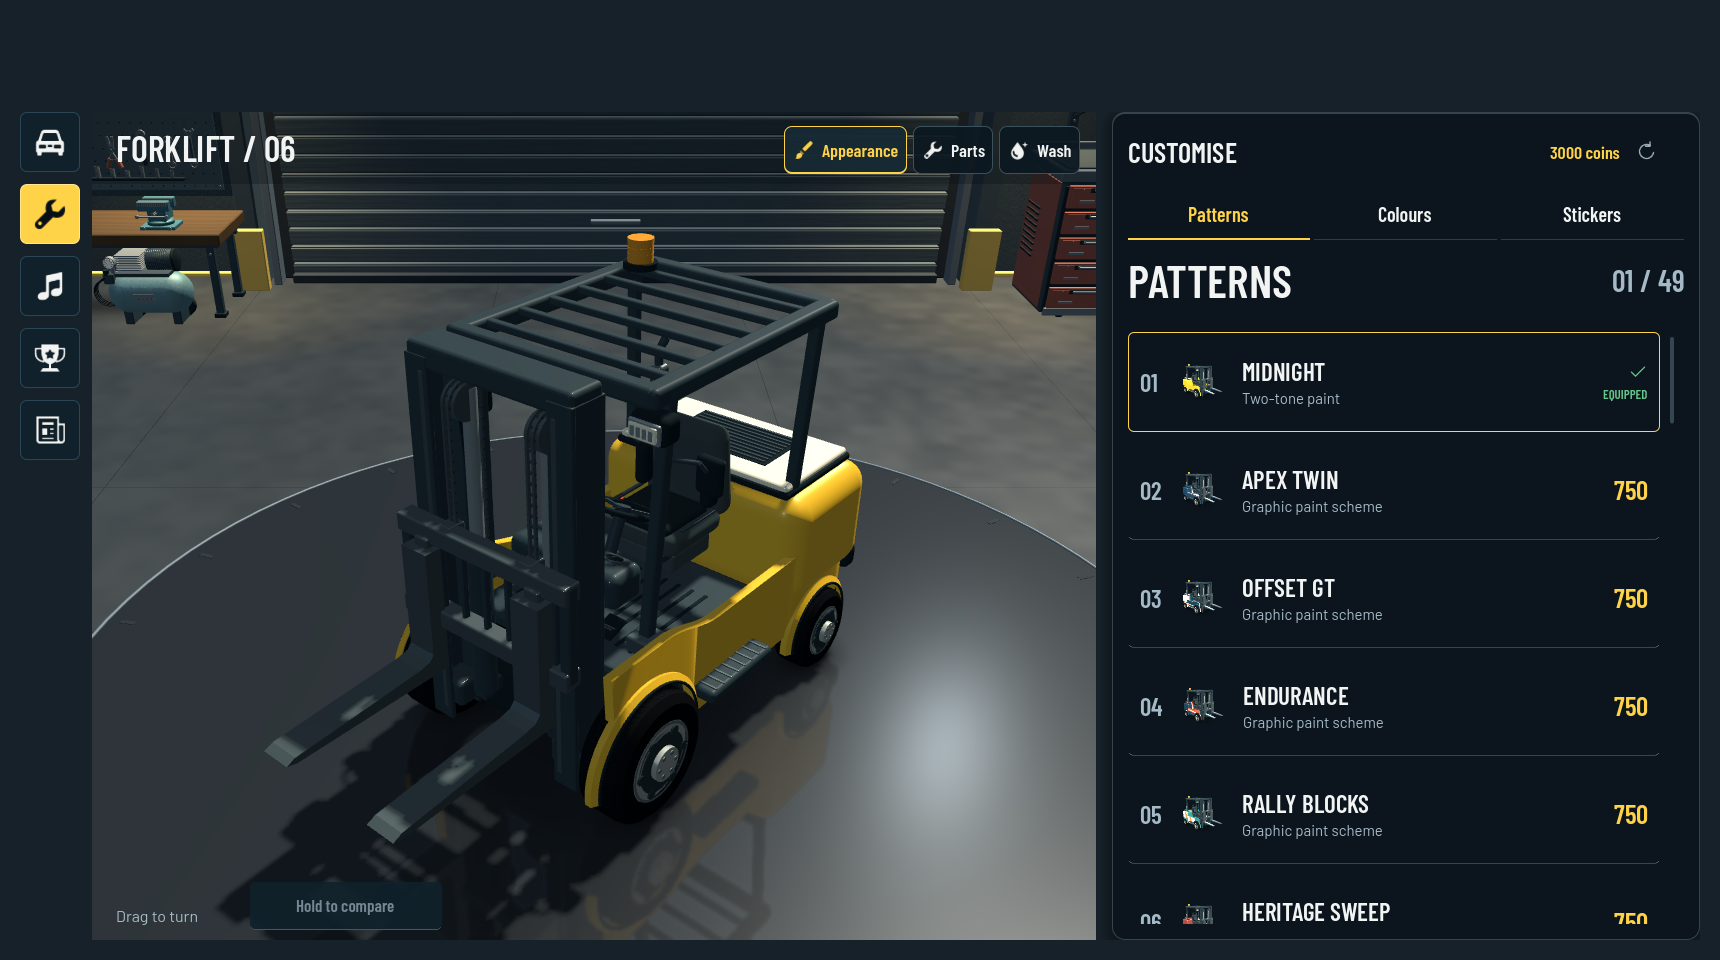 FORKLIFT / 06
Appearance
Parts
Wash
Drag to turn
Hold to compare
CUSTOMISE
3000 coins
Patterns
Colours
Stickers
PATTERNS
01 / 49
01
MIDNIGHT
Two-tone paint
EQUIPPED
02
APEX TWIN
Graphic paint scheme
750
03
OFFSET GT
Graphic paint scheme
750
04
ENDURANCE
Graphic paint scheme
750
05
RALLY BLOCKS
Graphic paint scheme
750
06
HERITAGE SWEEP
750